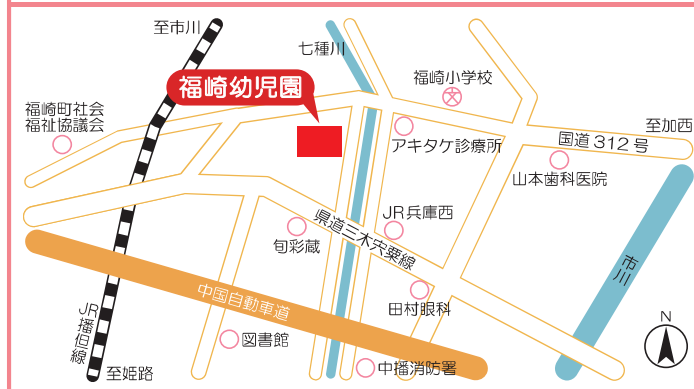 至市川
七種川
福崎小学校
福崎幼児園
福崎町社会
福祉協議会
アキタケ診療所
国道312号
至加西
山本歯科医院
JR兵庫西
県道三木宍粟線
旬彩蔵
市川
中国自動車道
田村眼科
JR播但線
図書館
中播消防署
至姫路
N